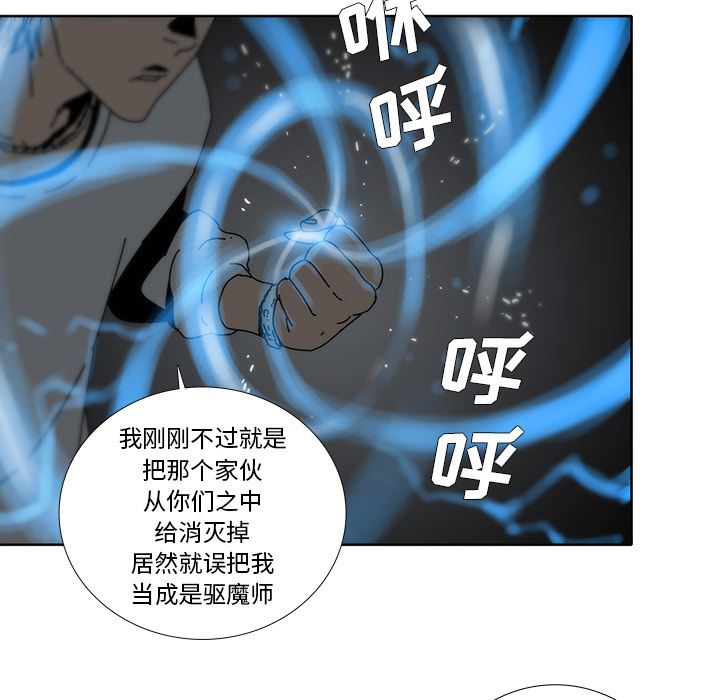 咻
呼
呼
呼
我刚刚不过就是
把那个家伙
从你们之中
给消灭掉
居然就误把我
当成是驱魔师